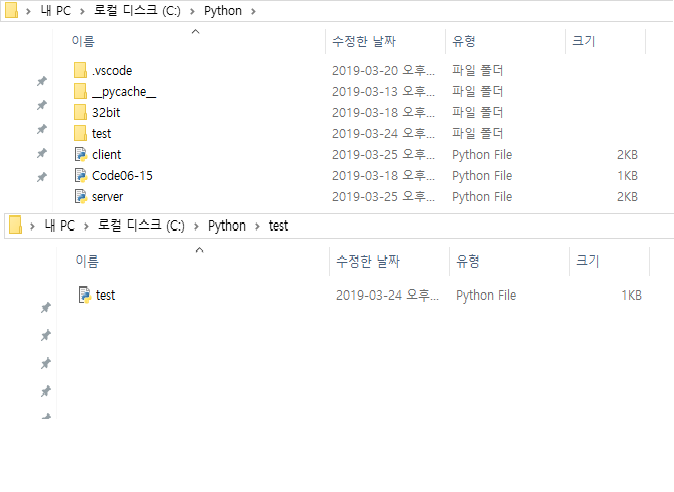 내 PC > 로컬 디스크 (C:) > Python >
이름 수정한 날짜 유형 크기
.vscode 2019-03-20 오후... 파일 폴더
__pycache__ 2019-03-13 오후... 파일 폴더
32bit 2019-03-18 오후... 파일 폴더
test 2019-03-24 오후... 파일 폴더
client 2019-03-25 오후... Python File 2KB
Code06-15 2019-03-18 오후... Python File 1KB
server 2019-03-25 오후... Python File 2KB
내 PC > 로컬 디스크 (C:) > Python > test
이름 수정한 날짜 유형 크기
test 2019-03-24 오후... Python File 1KB